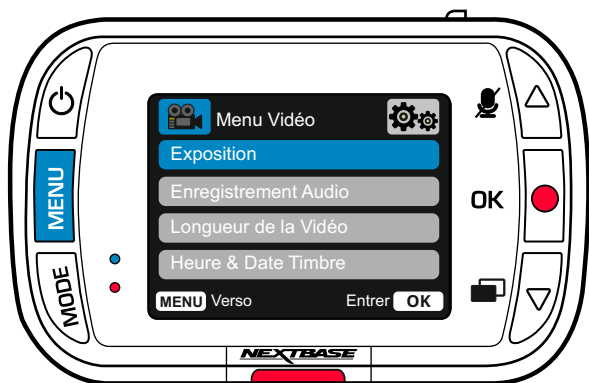 Menu Vidéo
Exposition
Enregistrement Audio
Longueur de la Vidéo
Heure & Date Timbre
MENU Verso Entrer OK
MENU
MODE
OK
NEXTBASE